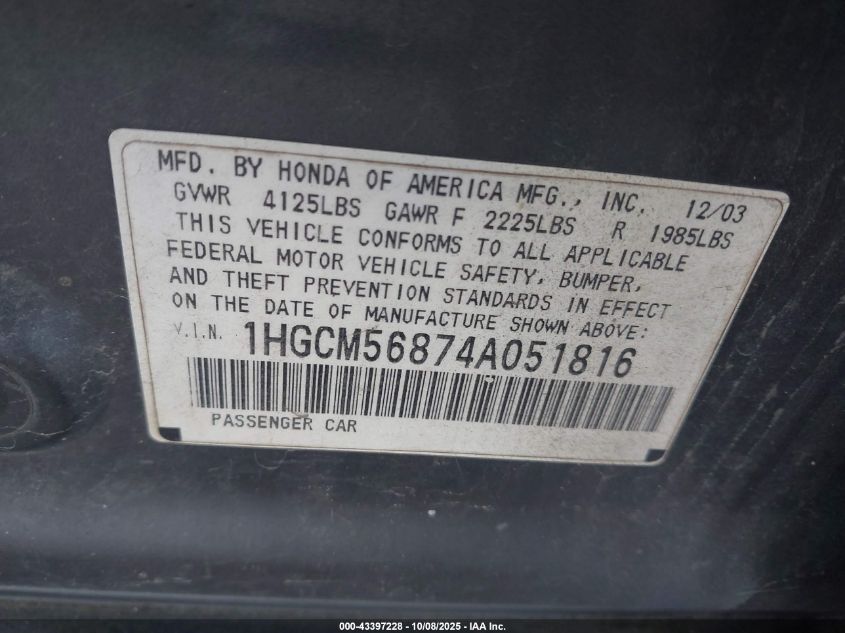 MFD. BY HONDA OF AMERICA MFG., INC. 12/03
GVWR 4125LBS GAWR F 2225LBS R 1985LBS
THIS VEHICLE CONFORMS TO ALL APPLICABLE
FEDERAL MOTOR VEHICLE SAFETY, BUMPER,
AND THEFT PREVENTION STANDARDS IN EFFECT
ON THE DATE OF MANUFACTURE SHOWN ABOVE:
V.I.N. 1HGCM56874A051816
PASSENGER CAR
000-43397228 - 10/08/2025 - IAA Inc.